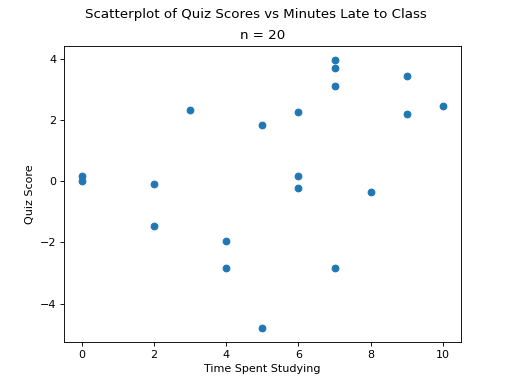 Scatterplot of Quiz Scores vs Minutes Late to Class
n = 20
4
2
0
−2
−4
Quiz Score
0 2 4 6 8 10
Time Spent Studying